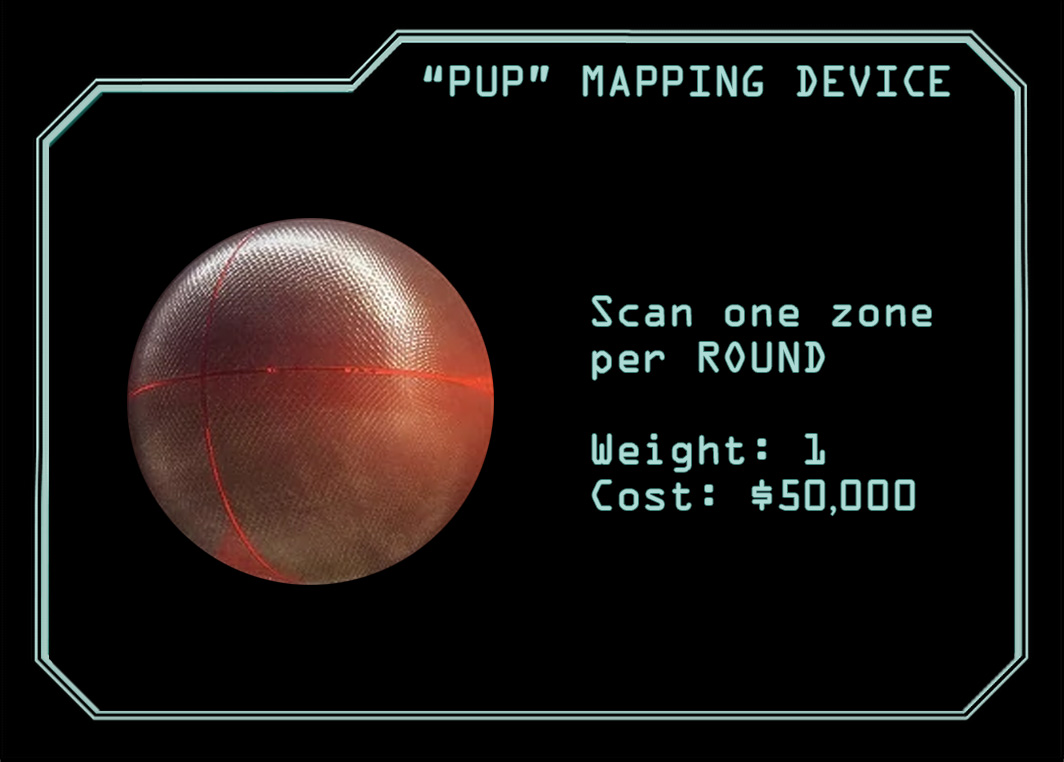 “PUP” MAPPING DEVICE
Scan one zone
per ROUND
Weight: 1
Cost: $50,000